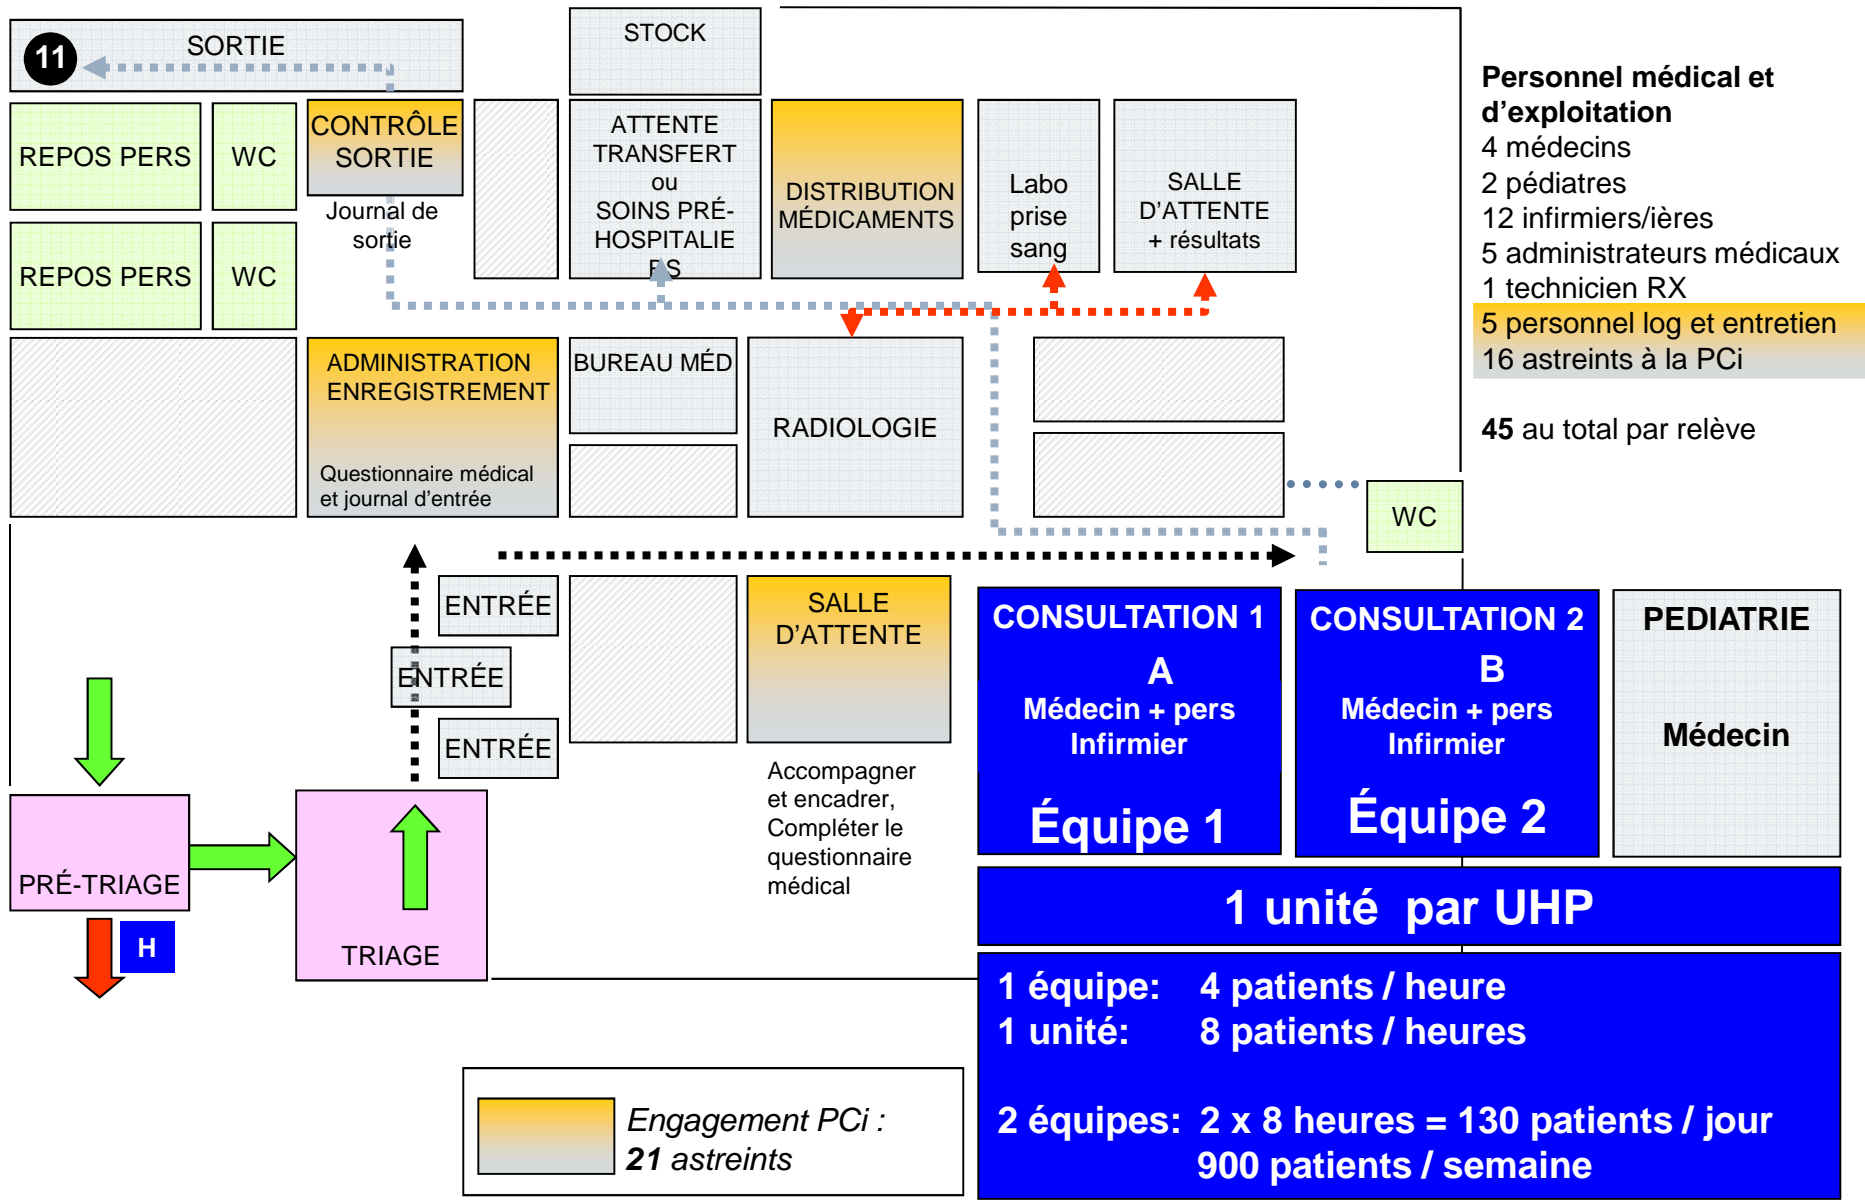 11
SORTIE
STOCK
REPOS PERS
WC
CONTRÔLE
SORTIE
Journal de
sortie
ATTENTE
TRANSFERT
ou
SOINS PRÉ-
HOSPITALIE
RS
DISTRIBUTION
MÉDICAMENTS
Labo
prise
sang
SALLE
D'ATTENTE
+ résultats
REPOS PERS
WC
Personnel médical et
d'exploitation
4 médecins
2 pédiatres
12 infirmiers/ières
5 administrateurs médicaux
1 technicien RX
5 personnel log et entretien
16 astreints à la PCi
45 au total par relève
ADMINISTRATION
ENREGISTREMENT
Questionnaire médical
et journal d'entrée
BUREAU MÉD
RADIOLOGIE
WC
ENTRÉE
ENTRÉE
ENTRÉE
SALLE
D'ATTENTE
Accompagner
et encadrer,
Compléter le
questionnaire
médical
CONSULTATION 1
A
Médecin + pers
Infirmier
Équipe 1
CONSULTATION 2
B
Médecin + pers
Infirmier
Équipe 2
PEDIATRIE
Médecin
PRÉ-TRIAGE
H
TRIAGE
1 unité par UHP
1 équipe: 4 patients / heure
1 unité: 8 patients / heures
2 équipes: 2 x 8 heures = 130 patients / jour
900 patients / semaine
Engagement PCi :
21 astreints